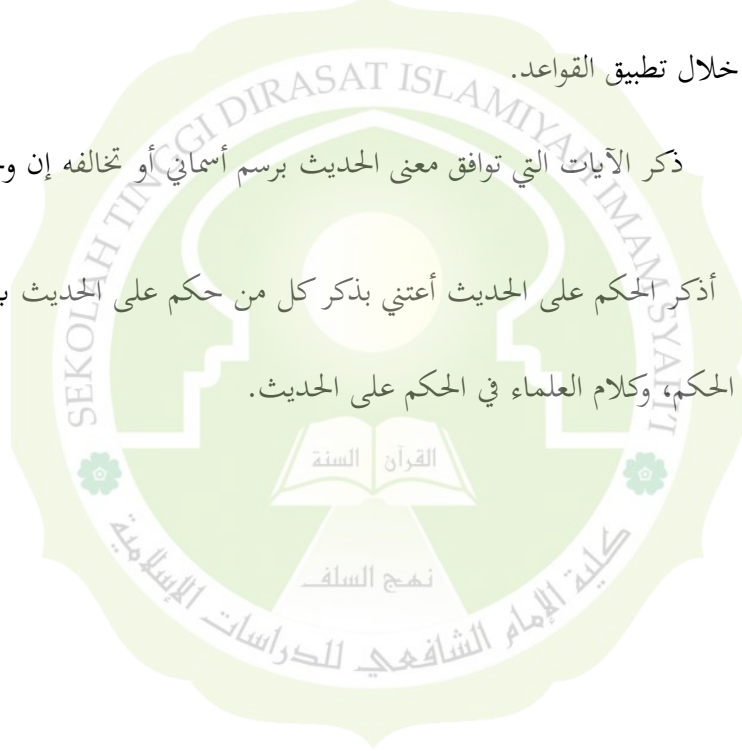 خلال تطبيق القواعد.
ذكر الآيات التي توافق معنى الحديث برسم أسماني أو تخالفه إن
أذكر الحكم على الحديث أعتني بذكر كل من حكم على الحديث
الحكم، وكلام العلماء في الحكم على الحديث.
SEKOLAH TINGGI DIRASAT ISLAMIYAH IMAM SYAFI'I
القرآن السنة
نهج السلف
كلية الإمام الشافعي للدراسات الإسلامية